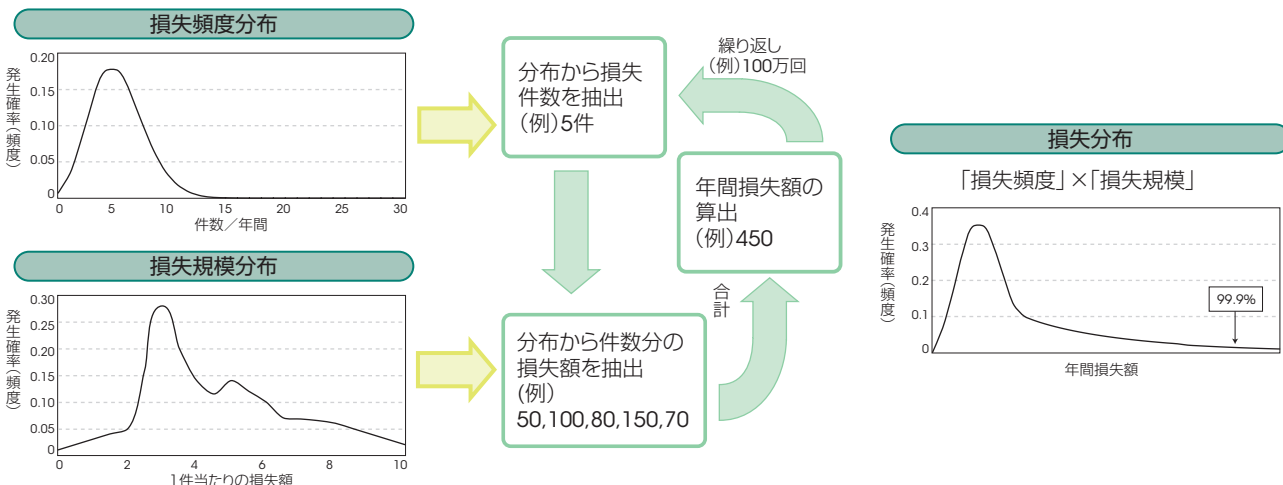 損失頻度分布
発生確率（頻度）
0.20
0.15
0.10
0.05
0
0 5 10 15 20 25 30
件数／年間
損失規模分布
発生確率（頻度）
0.30
0.25
0.20
0.15
0.10
0.05
0
0 2 4 6 8 10
1件当たりの損失額
分布から損失
件数を抽出
（例）5件
繰り返し
（例）100万回
年間損失額の
算出
（例）450
合計
分布から件数分の
損失額を抽出
（例）
50,100,80,150,70
損失分布
「損失頻度」×「損失規模」
発生確率（頻度）
0.4
0.3
0.2
0.1
0
99.9%
年間損失額